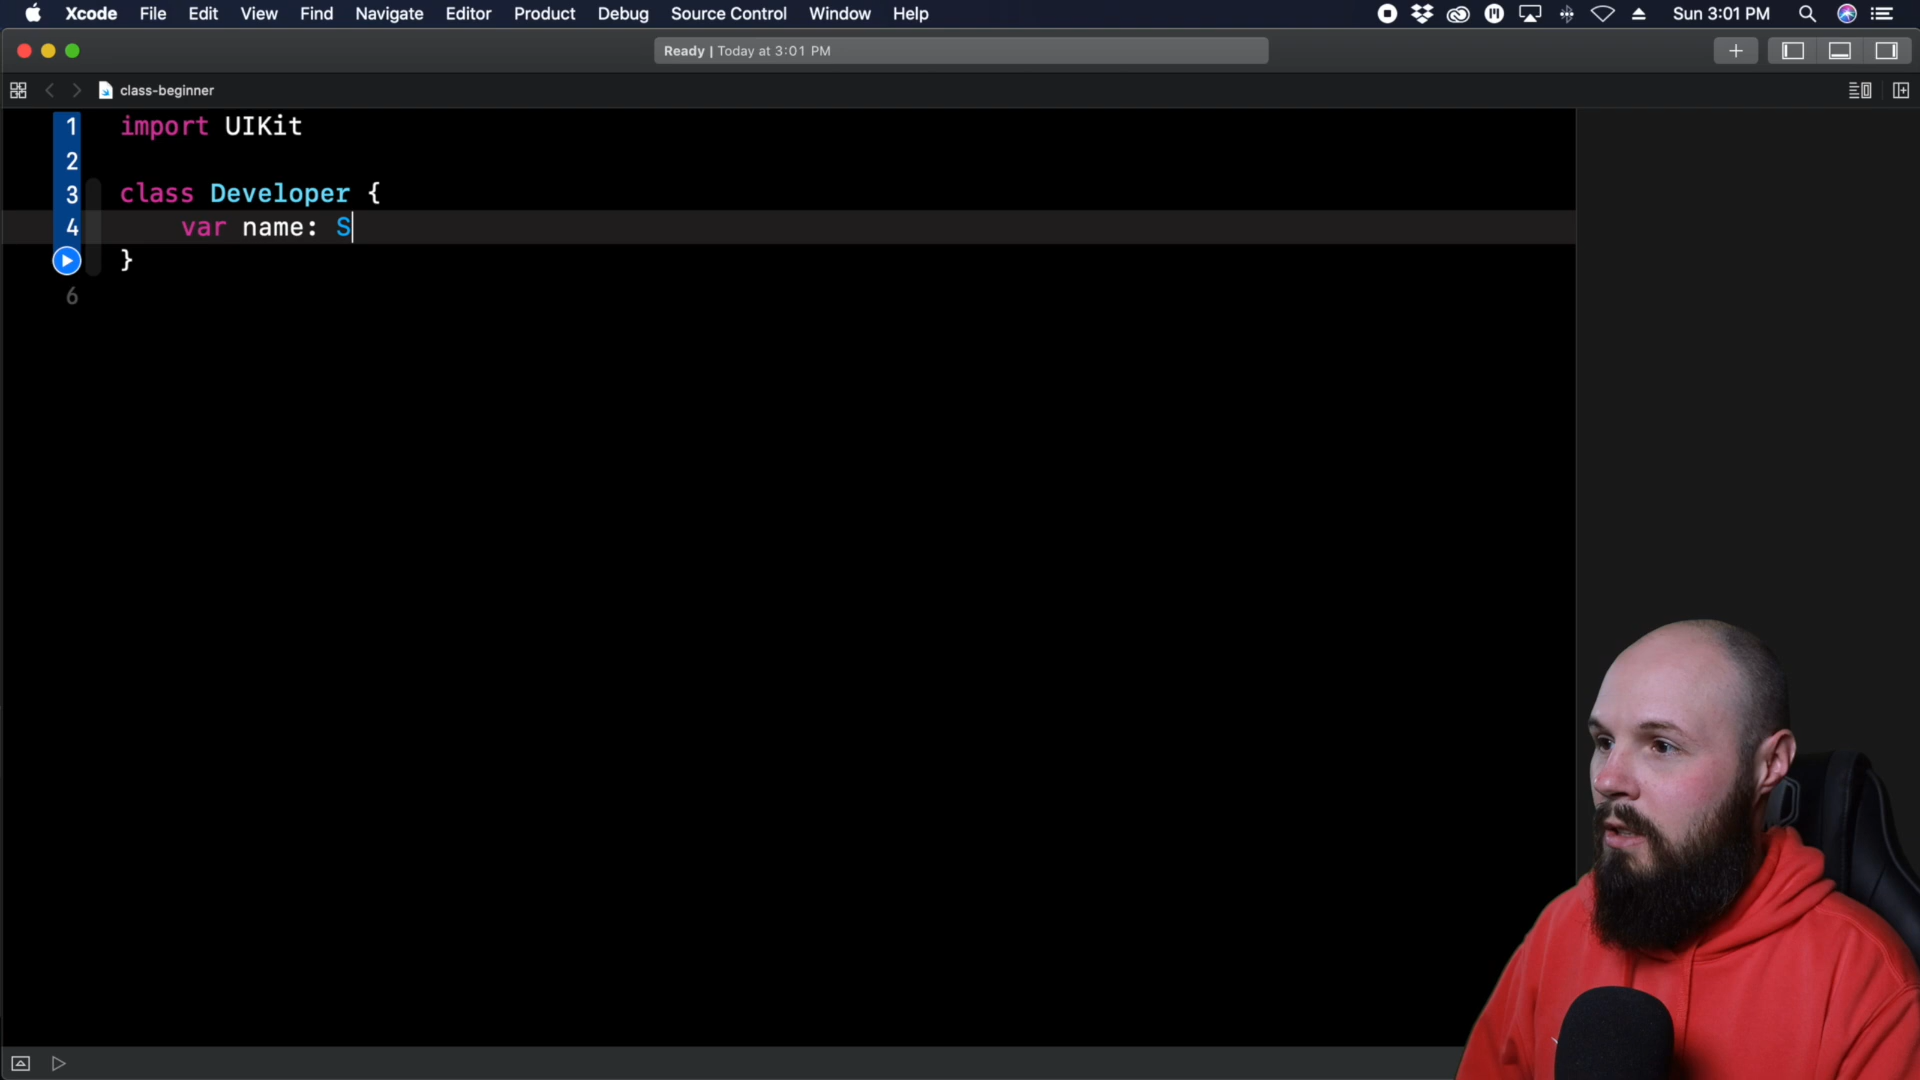 Xcode File Edit View Find Navigate Editor Product Debug Source Control Window Help Sun 3:01 PM
Ready | Today at 3:01 PM
class-beginner
1 import UIKit
2
3 class Developer {
4 var name: S
}
6